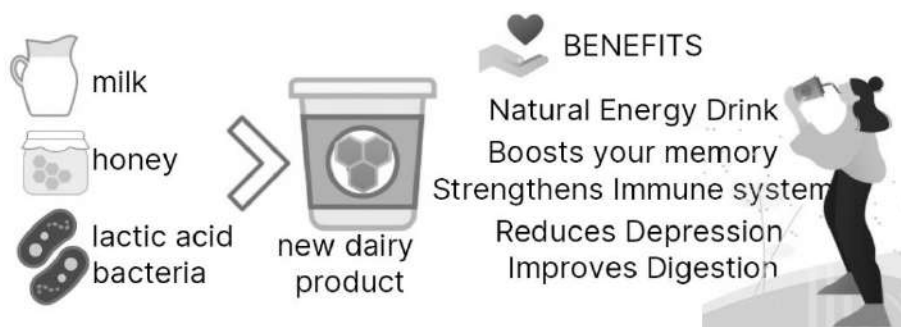 milk
honey
lactic acid
bacteria
new dairy
product
BENEFITS
Natural Energy Drink
Boosts your memory
Strengthens Immune system
Reduces Depression
Improves Digestion